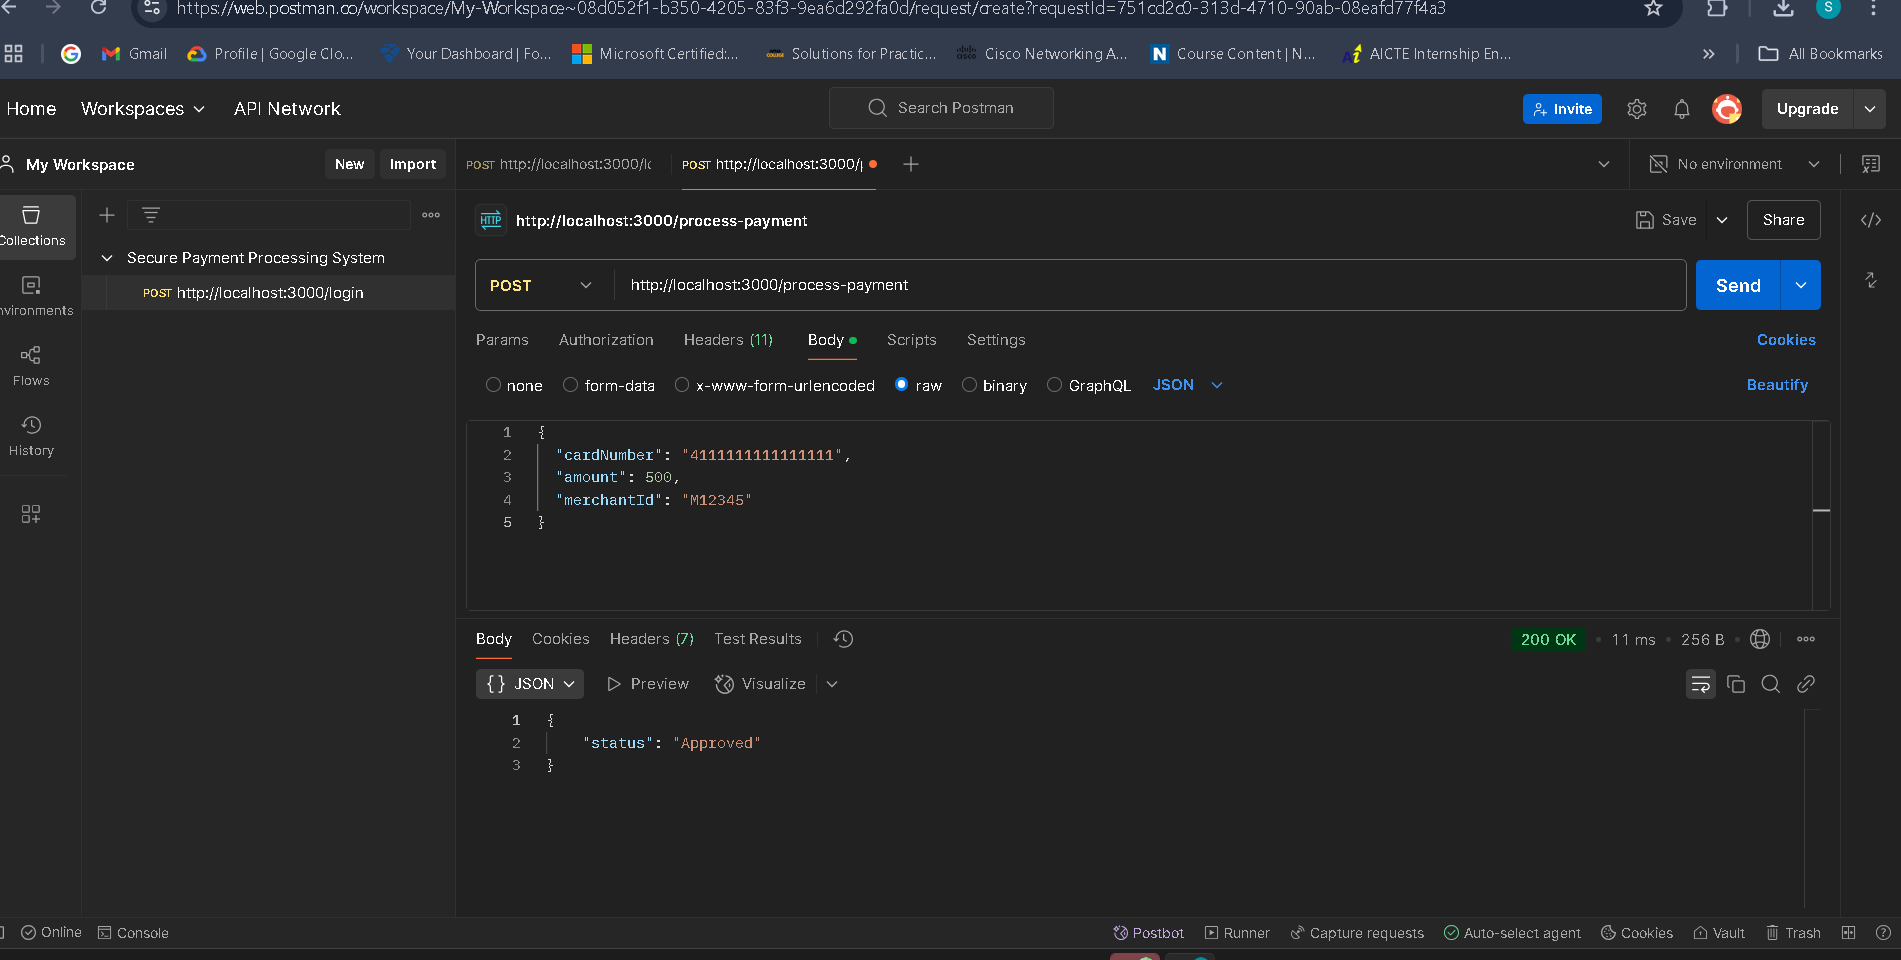 https://web.postman.co/workspace/My-Workspace~08d052f1-b350-4205-83f3-9ea6d292fa0d/request/create?requestId=751cd2c0-313d-4710-90ab-08eafd77f4a3
S
Gmail
Profile | Google Clo...
Your Dashboard | Fo...
Microsoft Certified:...
Solutions for Practic...
Cisco Networking A...
Course Content | N...
AICTE Internship En...
»
All Bookmarks
Home
Workspaces
API Network
Search Postman
Invite
Upgrade
My Workspace
New
Import
POST http://localhost:3000/lo
POST http://localhost:3000/p
No environment
Collections
Environments
Flows
History
Secure Payment Processing System
POST http://localhost:3000/login
HTTP http://localhost:3000/process-payment
Save
Share
POST
http://localhost:3000/process-payment
Send
Params
Authorization
Headers (11)
Body
Scripts
Settings
Cookies
none
form-data
x-www-form-urlencoded
raw
binary
GraphQL
JSON
Beautify
1 {
2 "cardNumber": "4111111111111111",
3 "amount": 500,
4 "merchantId": "M12345"
5 }
Body
Cookies
Headers (7)
Test Results
200 OK
11 ms
256 B
{} JSON
Preview
Visualize
1 {
2 "status": "Approved"
3 }
Online
Console
Postbot
Runner
Capture requests
Auto-select agent
Cookies
Vault
Trash